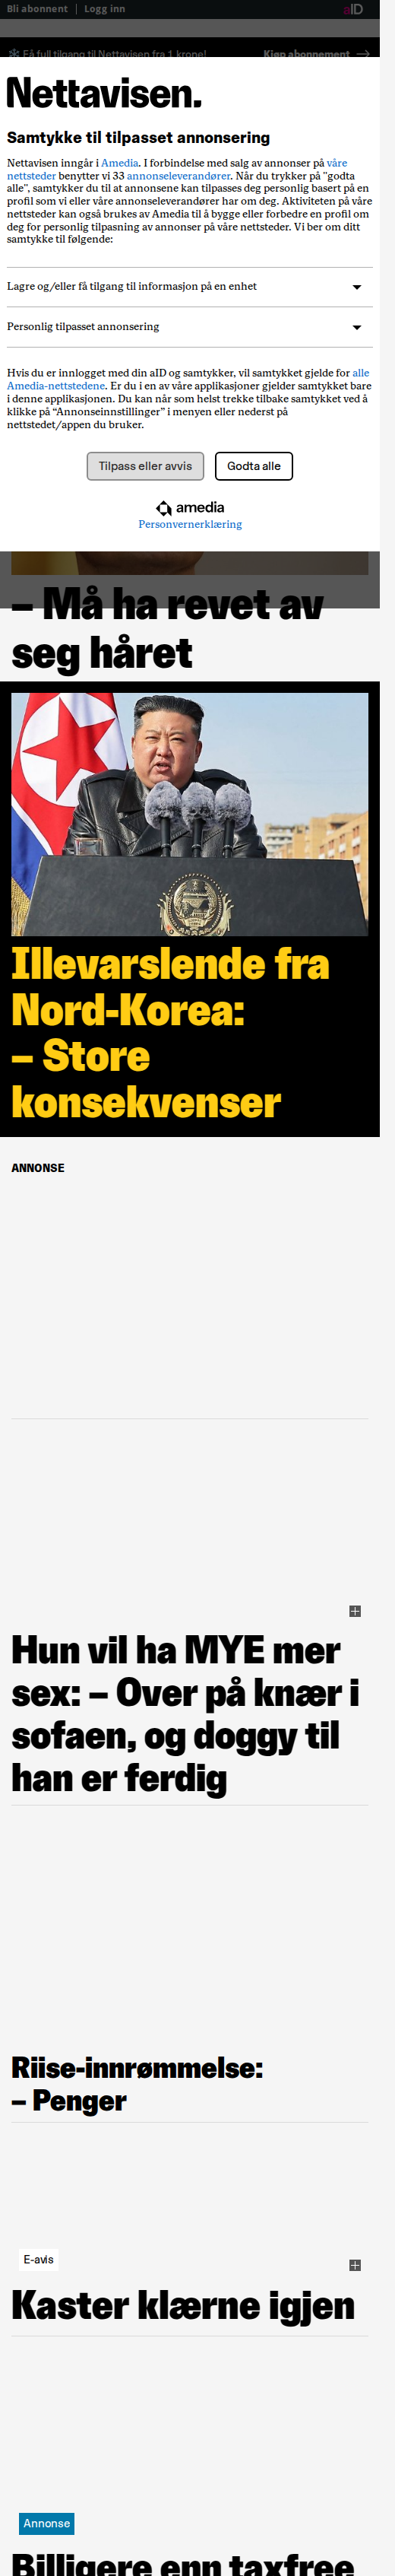 Bli abonnent | Logg inn
aID
❄ Få full tilgang til Nettavisen fra 1 krone!
Kjøp abonnement →
Nettavisen.
Samtykke til tilpasset annonsering
Nettavisen inngår i Amedia. I forbindelse med salg av annonser på våre
nettsteder benytter vi 33 annonseleverandører. Når du trykker på "godta
alle", samtykker du til at annonsene kan tilpasses deg personlig basert på en
profil som vi eller våre annonseleverandører har om deg. Aktiviteten på våre
nettsteder kan også brukes av Amedia til å bygge eller forbedre en profil om
deg for personlig tilpasning av annonser på våre nettsteder. Vi ber om ditt
samtykke til følgende:
Lagre og/eller få tilgang til informasjon på en enhet
Personlig tilpasset annonsering
Hvis du er innlogget med din aID og samtykker, vil samtykket gjelde for alle
Amedia-nettstedene. Er du i en av våre applikasjoner gjelder samtykket bare
i denne applikasjonen. Du kan når som helst trekke tilbake samtykket ved å
klikke på “Annonseinnstillinger” i menyen eller nederst på
nettstedet/appen du bruker.
Tilpass eller avvis
Godta alle
amedia
Personvernerklæring
– Må ha revet av
seg håret
Illevarslende fra
Nord-Korea:
– Store
konsekvenser
ANNONSE
Hun vil ha MYE mer
sex: – Over på knær i
sofaen, og doggy til
han er ferdig
Riise-innrømmelse:
– Penger
E-avis
Kaster klærne igjen
Annonse
Billigere enn taxfree